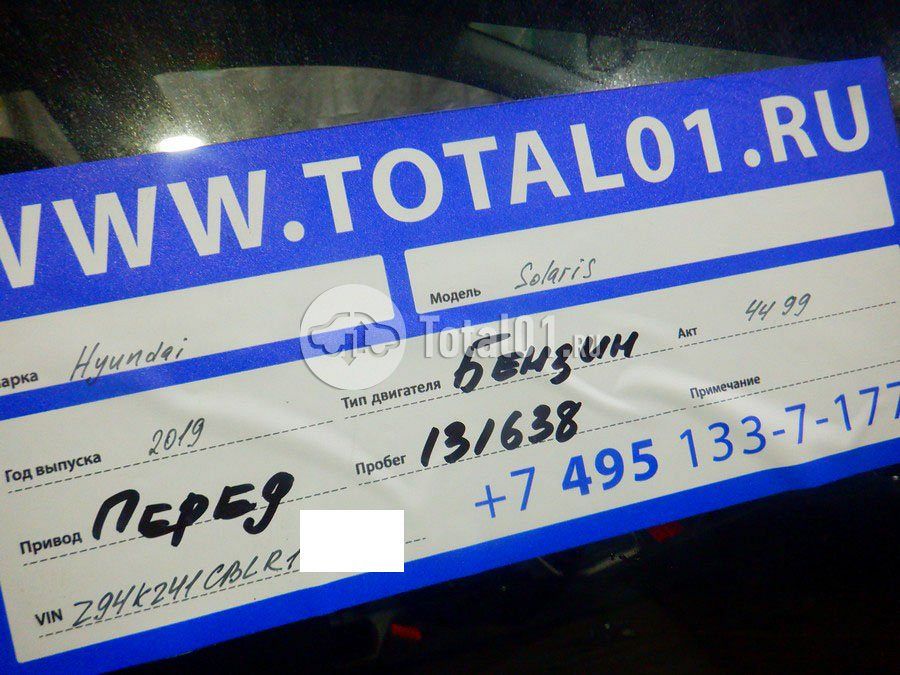 WWW.TOTAL01.RU
арка Hyundai Модель Solaris
Total01.RU
Год выпуска 2019 Тип двигателя Бензин Акт 4499
Привод Перед Пробег 131638 Примечание
+7 495 133-7-177
VIN Z94K241CBLR1